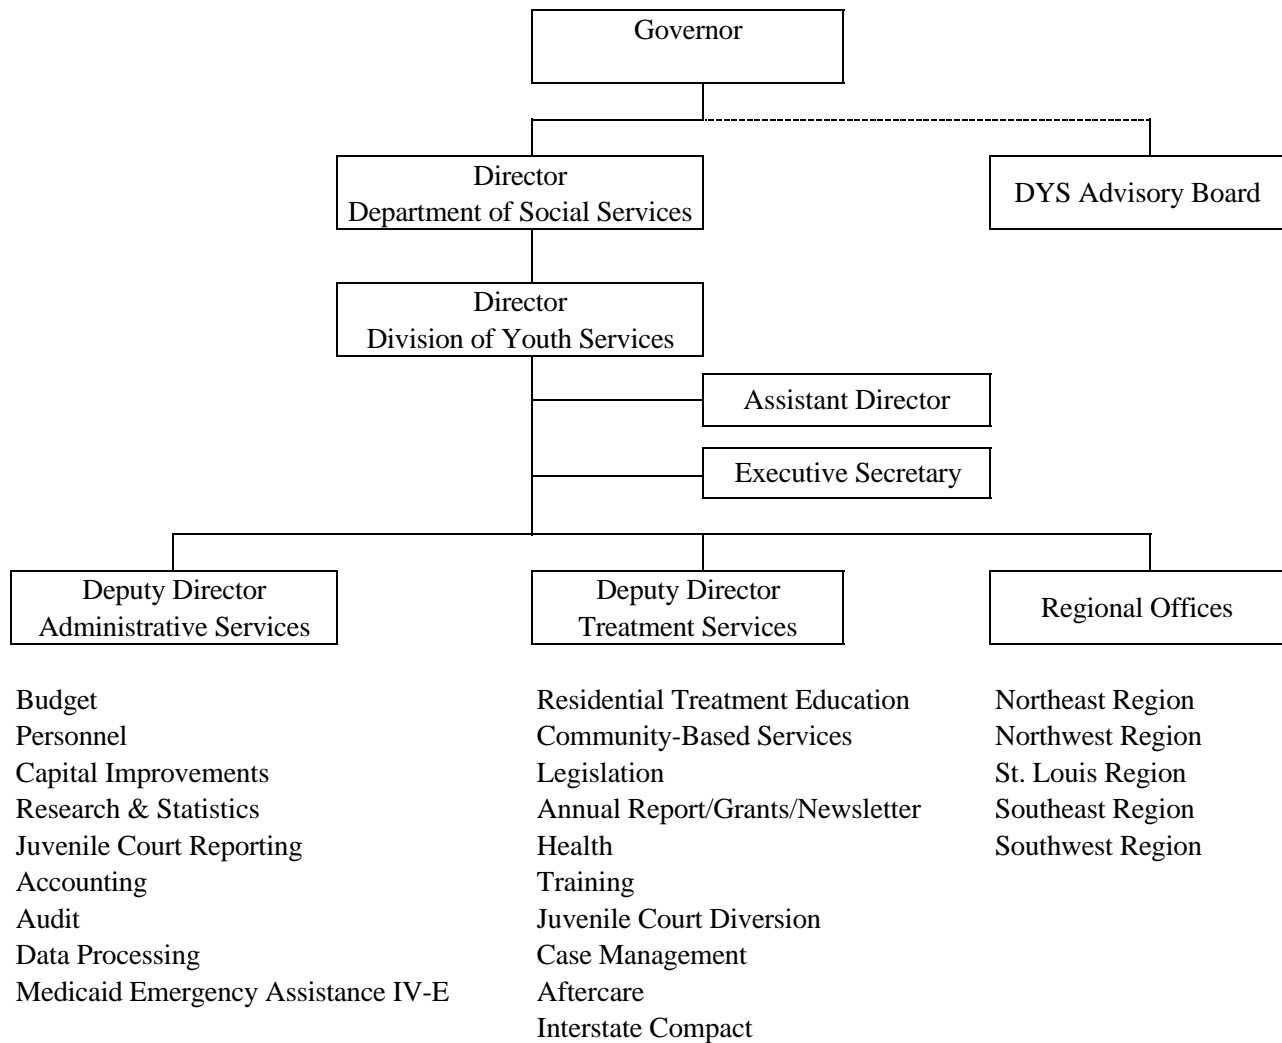 Governor
Director
Department of Social Services
DYS Advisory Board
Director
Division of Youth Services
Assistant Director
Executive Secretary
Deputy Director
Administrative Services
Deputy Director
Treatment Services
Regional Offices
Budget
Personnel
Capital Improvements
Research & Statistics
Juvenile Court Reporting
Accounting
Audit
Data Processing
Medicaid Emergency Assistance IV-E
Residential Treatment Education
Community-Based Services
Legislation
Annual Report/Grants/Newsletter
Health
Training
Juvenile Court Diversion
Case Management
Aftercare
Interstate Compact
Northeast Region
Northwest Region
St. Louis Region
Southeast Region
Southwest Region